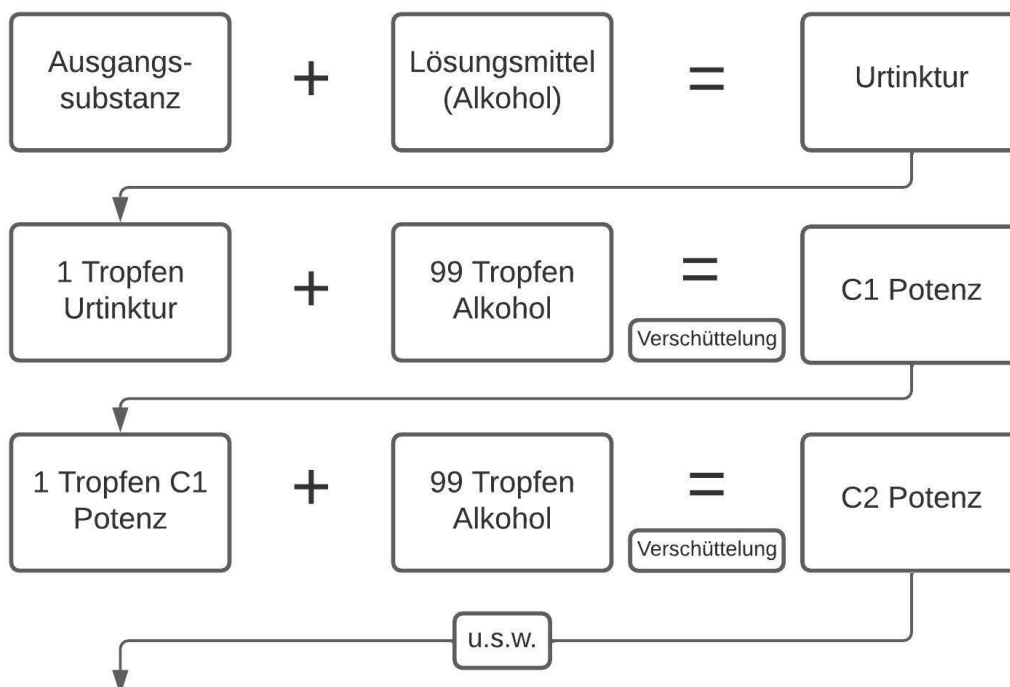 Ausgangs-
substanz
+
Lösungsmittel
(Alkohol)
=
Urtinktur
1 Tropfen
Urtinktur
+
99 Tropfen
Alkohol
=
Verschüttelung
C1 Potenz
1 Tropfen C1
Potenz
+
99 Tropfen
Alkohol
=
Verschüttelung
C2 Potenz
u.s.w.